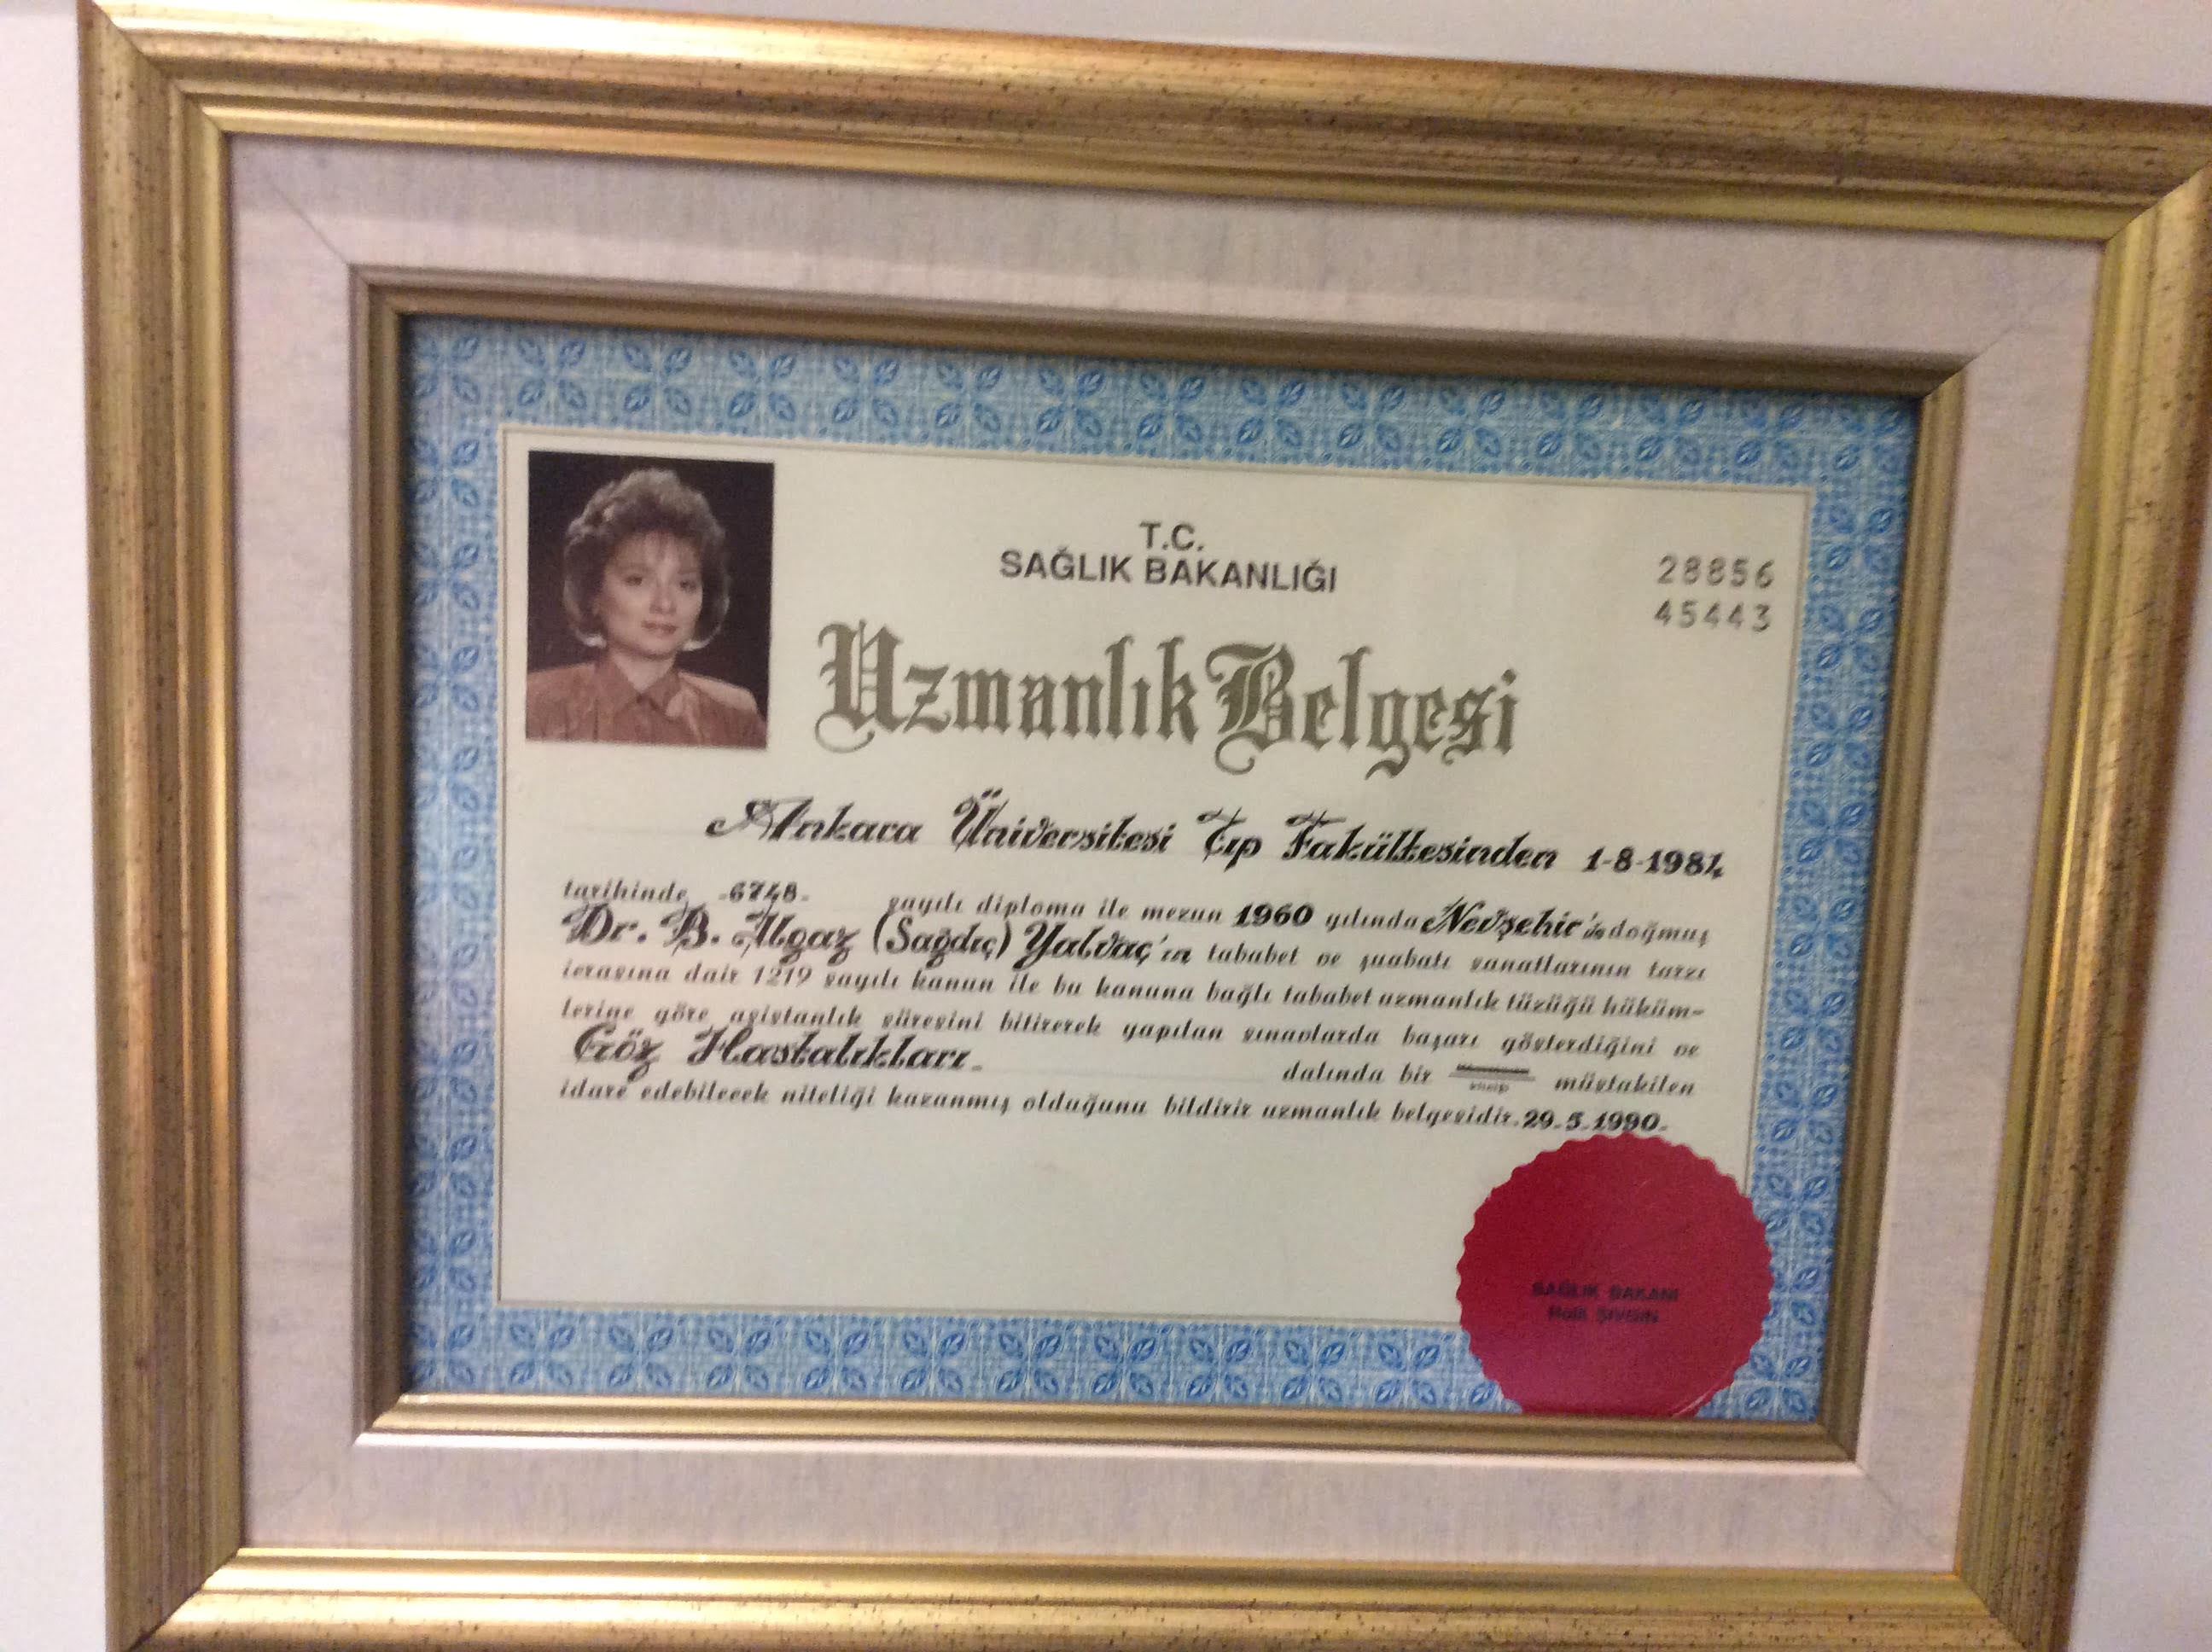 T.C.
SAĞLIK BAKANLIĞI
28856
45443
Uzmanlık Belgesi
Ankara Üniversitesi Tıp Fakültesinden 1-8-1984
tarihinde -6748- sayılı diploma ile mezun 1960 yılında Nevşehir'de doğmuş
Dr. B. Ilgaz (Sağdıç) Yalvaç'ın tababet ve şuabatı sanatlarının tarzı
icrasına dair 1219 sayılı kanun ile bu kanuna bağlı tababet uzmanlık tüzüğü hüküm-
lerine göre asistanlık süresini bitirerek yapılan sınavlarda başarı gösterdiğini ve
Göz Hastalıkları- dalında bir müstakilen
idare edebilecek niteliği kazanmış olduğunu bildirir uzmanlık belgesidir. 29-5-1990-
SAĞLIK BAKANI
Halil ŞIVGIN